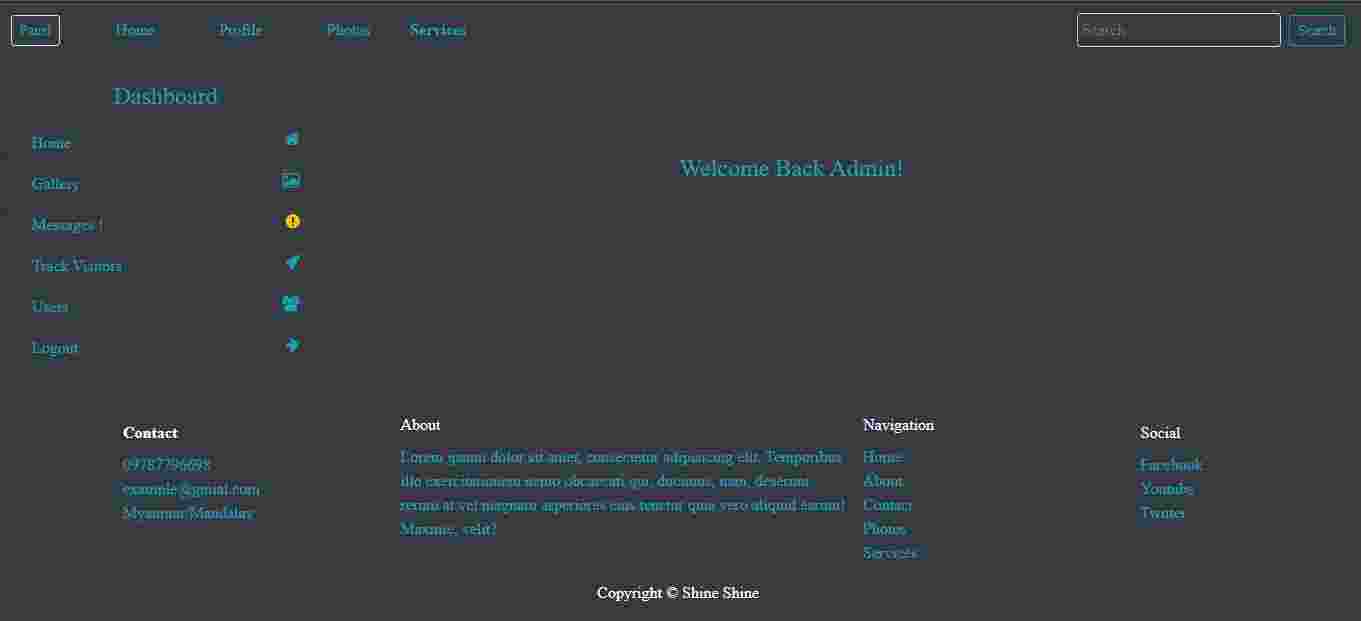 Panel Home Profile Photos Services Search Search
Dashboard
Home
Gallery
Messages !
Track Visitors
Users
Logout
Welcome Back Admin!
Contact
09787796698
example@gmial.com
Myanmar/Mandalay
About
Lorem ipsum dolor sit amet, consectetur adipisicing elit. Temporibus
illo exercitationem nemo obcaecati qui, ducimus, nam, deserunt
rerum at vel magnam asperiores eius tenetur quia vero aliquid earum!
Maxime, velit?
Navigation
Home
About
Contact
Photos
Services
Social
Facebook
Youtube
Twitter
Copyright © Shine Shine